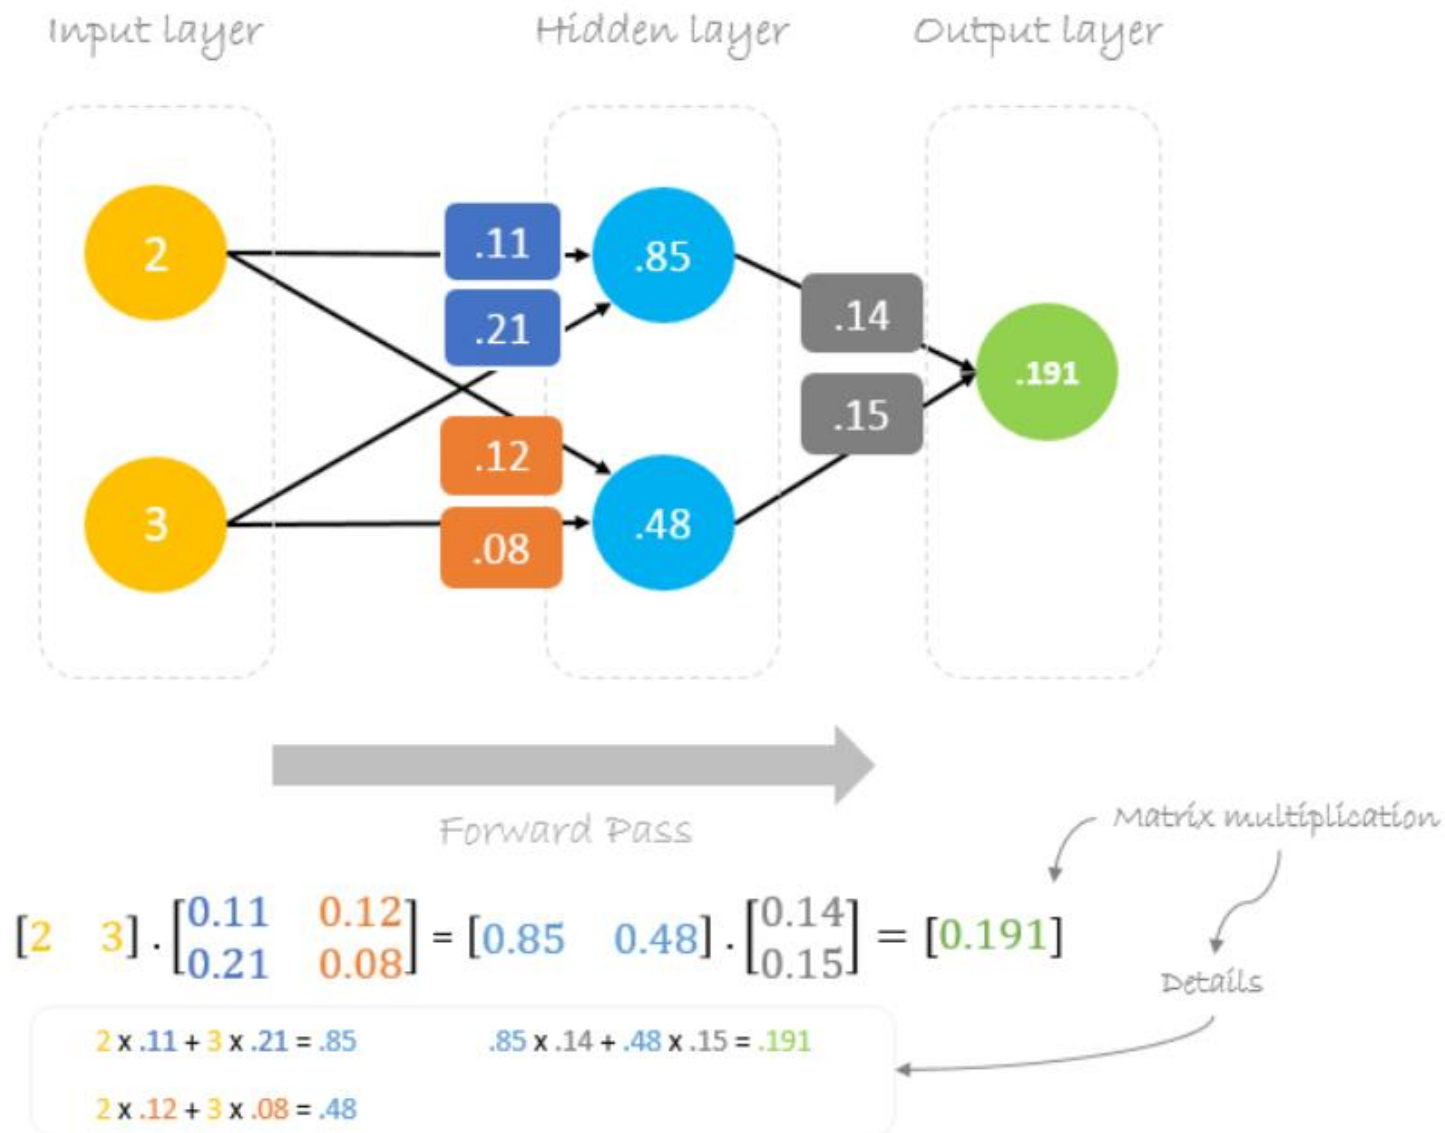 Input layer
Hidden layer
Output layer
2
.11
.85
.21
.14
.191
.15
.12
3
.48
.08
Forward Pass
Matrix multiplication
[2 3] . [0.11 0.12
0.21 0.08] = [0.85 0.48] . [0.14
0.15] = [0.191]
Details
2 x .11 + 3 x .21 = .85
.85 x .14 + .48 x .15 = .191
2 x .12 + 3 x .08 = .48